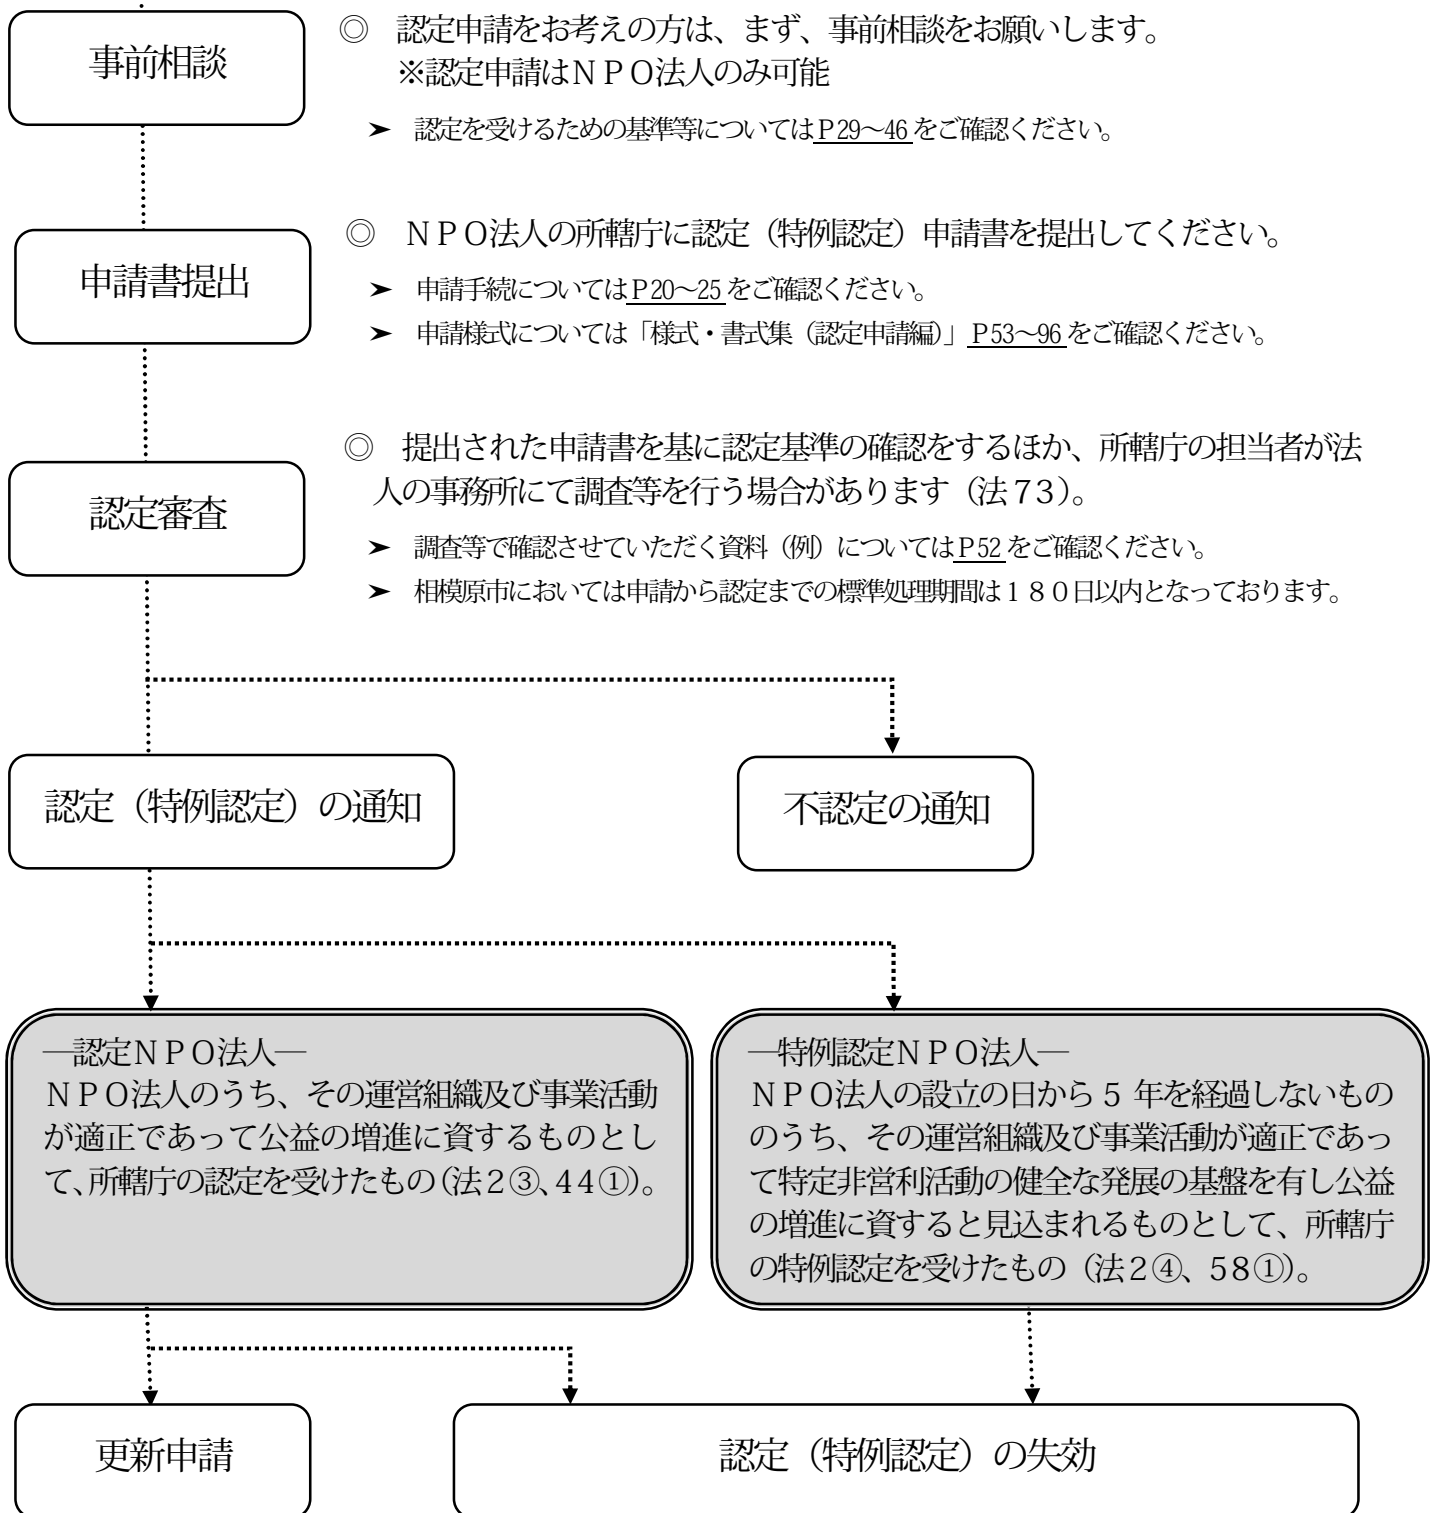 事前相談
◎　認定申請をお考えの方は、まず、事前相談をお願いします。
※認定申請はＮＰＯ法人のみ可能
➤　認定を受けるための基準等についてはP29～46をご確認ください。
申請書提出
◎　ＮＰＯ法人の所轄庁に認定（特例認定）申請書を提出してください。
➤　申請手続についてはP20～25をご確認ください。
➤　申請様式については「様式・書式集（認定申請編）」P53～96をご確認ください。
認定審査
◎　提出された申請書を基に認定基準の確認をするほか、所轄庁の担当者が法
人の事務所にて調査等を行う場合があります（法７３）。
➤　調査等で確認させていただく資料（例）についてはP52をご確認ください。
➤　相模原市においては申請から認定までの標準処理期間は１８０日以内となっております。
認定（特例認定）の通知
不認定の通知
―認定ＮＰＯ法人―
ＮＰＯ法人のうち、その運営組織及び事業活動
が適正であって公益の増進に資するものとし
て、所轄庁の認定を受けたもの（法２③、４４①）。
―特例認定ＮＰＯ法人―
ＮＰＯ法人の設立の日から５年を経過しないもの
のうち、その運営組織及び事業活動が適正であっ
て特定非営利活動の健全な発展の基盤を有し公益
の増進に資すると見込まれるものとして、所轄庁
の特例認定を受けたもの（法２④、５８①）。
更新申請
認定（特例認定）の失効